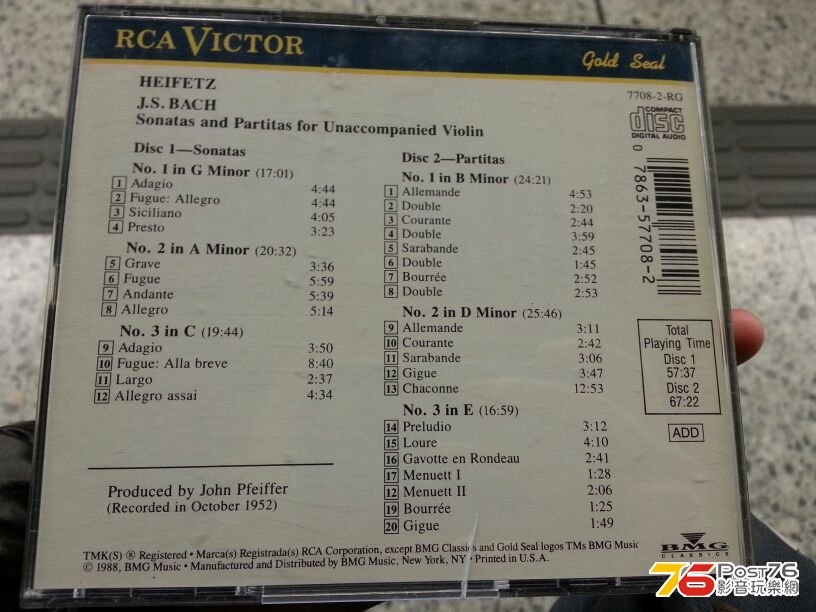 RCA VICTOR
Gold Seal
HEIFETZ
J.S. BACH
Sonatas and Partitas for Unaccompanied Violin
7708-2-RG
COMPACT
disc
DIGITAL AUDIO
0 7863-57708-2
Disc 1—Sonatas
No. 1 in G Minor (17:01)
1 Adagio 4:44
2 Fugue: Allegro 4:44
3 Siciliano 4:05
4 Presto 3:23
No. 2 in A Minor (20:32)
5 Grave 3:36
6 Fugue 5:59
7 Andante 5:39
8 Allegro 5:14
No. 3 in C (19:44)
9 Adagio 3:50
10 Fugue: Alla breve 8:40
11 Largo 2:37
12 Allegro assai 4:34
Produced by John Pfeiffer
(Recorded in October 1952)
Disc 2—Partitas
No. 1 in B Minor (24:21)
1 Allemande 4:53
2 Double 2:20
3 Courante 2:44
4 Double 3:59
5 Sarabande 2:45
6 Double 1:45
7 Bourrée 2:52
8 Double 2:53
No. 2 in D Minor (25:46)
9 Allemande 3:11
10 Courante 2:42
11 Sarabande 3:06
12 Gigue 3:47
13 Chaconne 12:53
No. 3 in E (16:59)
14 Preludio 3:12
15 Loure 4:10
16 Gavotte en Rondeau 2:41
17 Menuett I 1:28
12 Menuett II 2:06
19 Bourrée 1:25
20 Gigue 1:49
Total
Playing Time
Disc 1
57:37
Disc 2
67:22
ADD
BMG
CLASSICS
TMK(S) ® Registered • Marca(s) Registrada(s) RCA Corporation, except BMG Classics and Gold Seal logos TMs BMG Music
© 1988, BMG Music • Manufactured and Distributed by BMG Music, New York, NY • Printed in U.S.A.
76 Post76
影音玩樂網